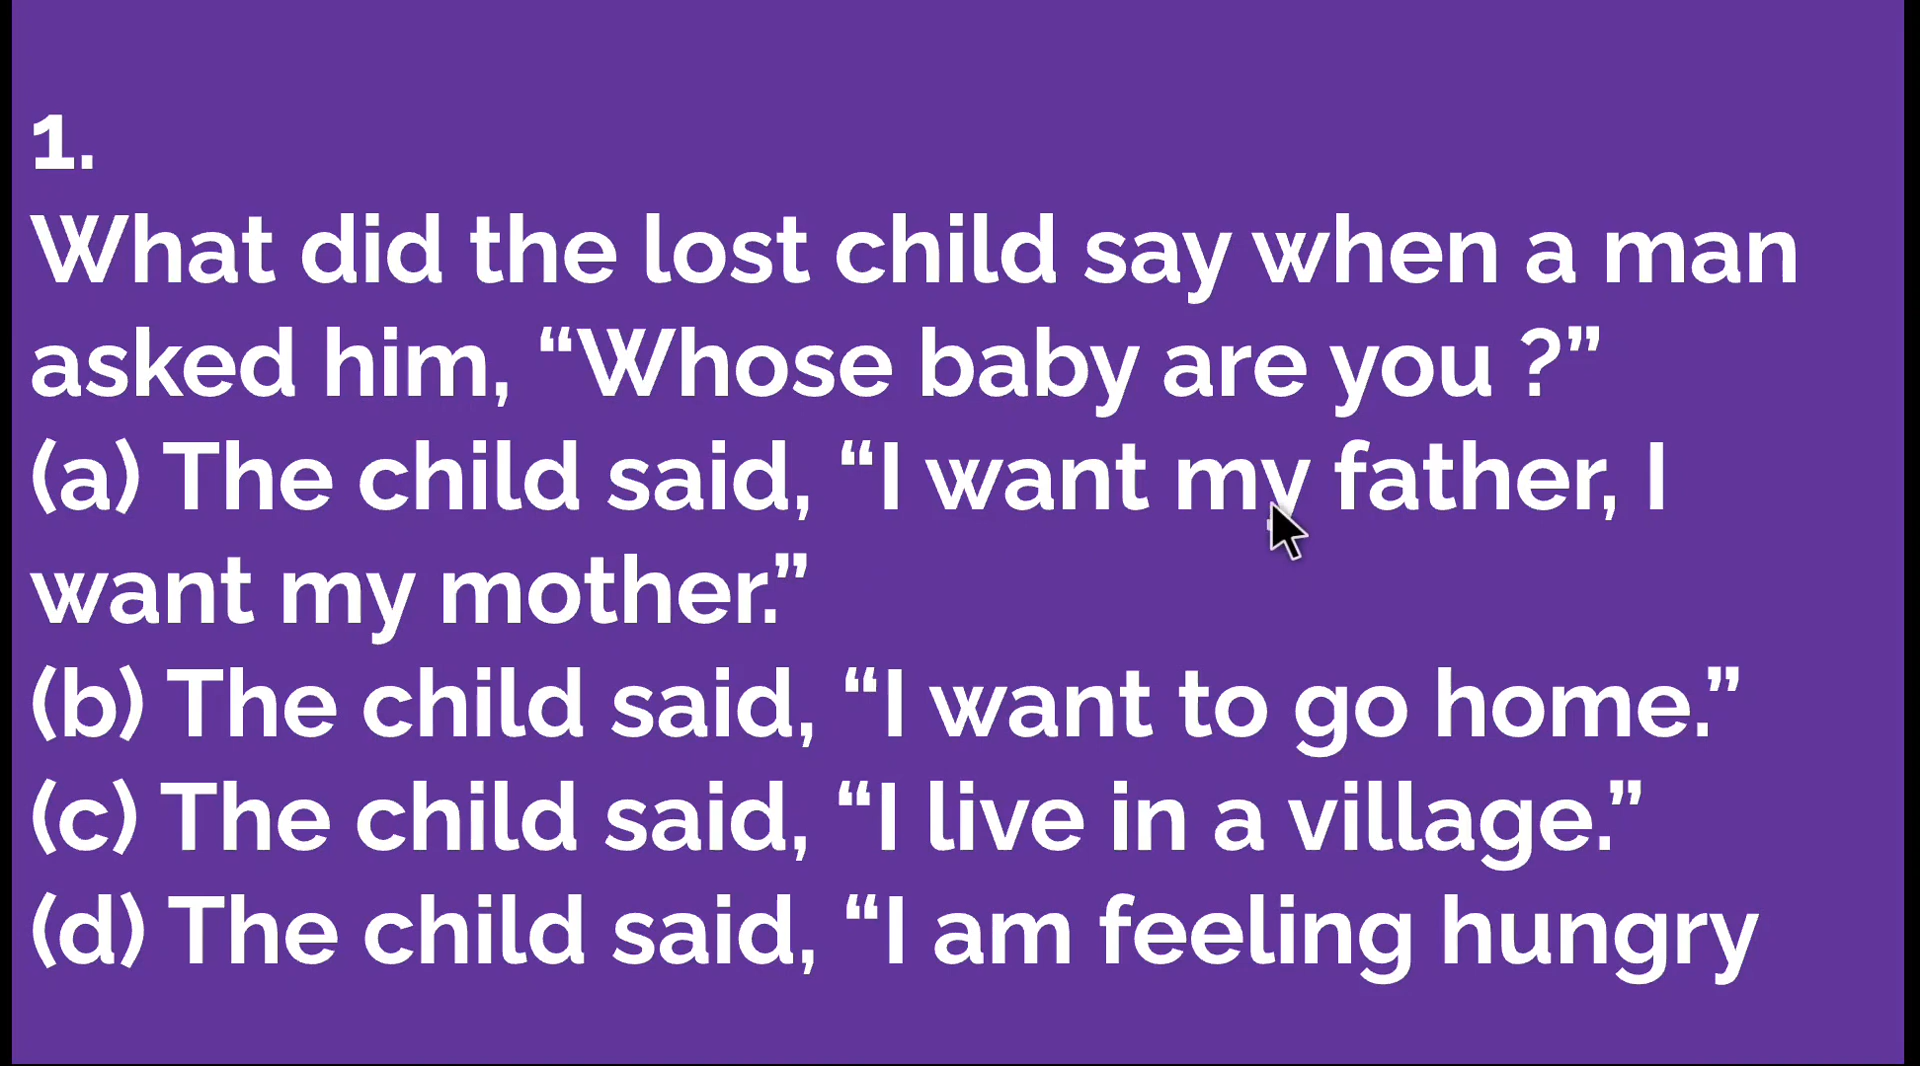 1.
What did the lost child say when a man
asked him, “Whose baby are you ?”
(a) The child said, “I want my father, I
want my mother.”
(b) The child said, “I want to go home.”
(c) The child said, “I live in a village.”
(d) The child said, “I am feeling hungry